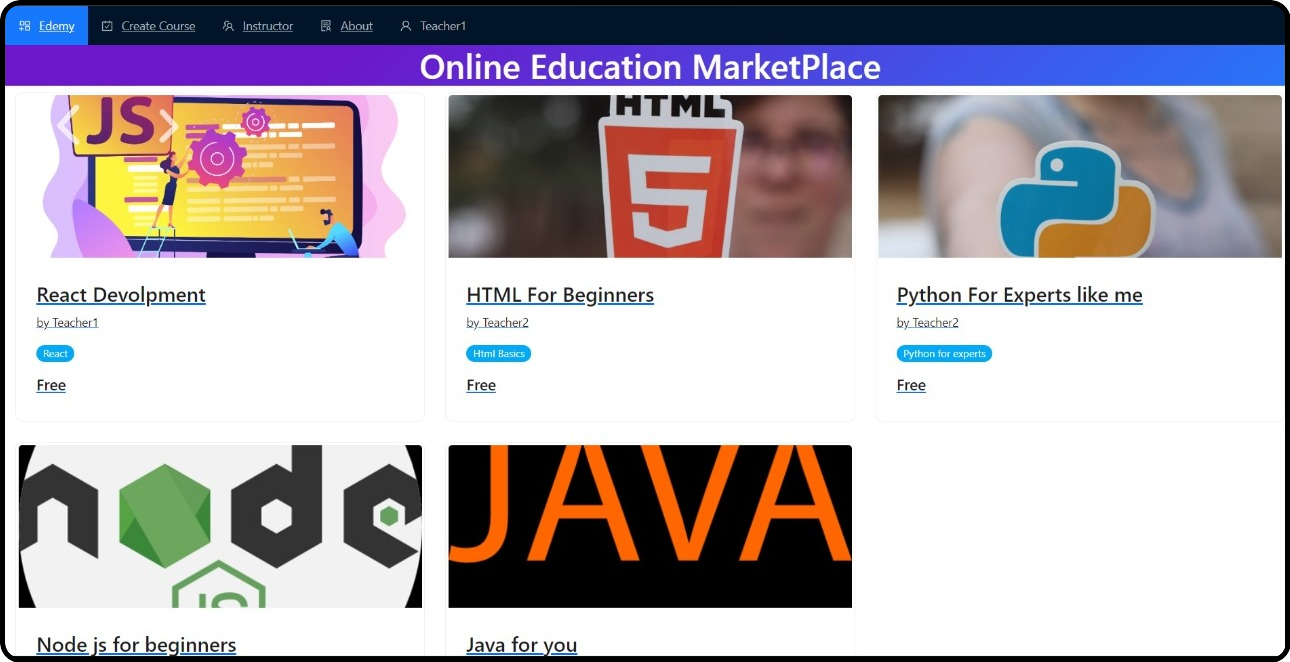 Edemy Create Course Instructor About Teacher1
Online Education MarketPlace
JS
HTML
5
React Devolpment
by Teacher1
React
Free
HTML For Beginners
by Teacher2
Html Basics
Free
Python For Experts like me
by Teacher2
Python for experts
Free
node
JS
JAVA
Node js for beginners
Java for you